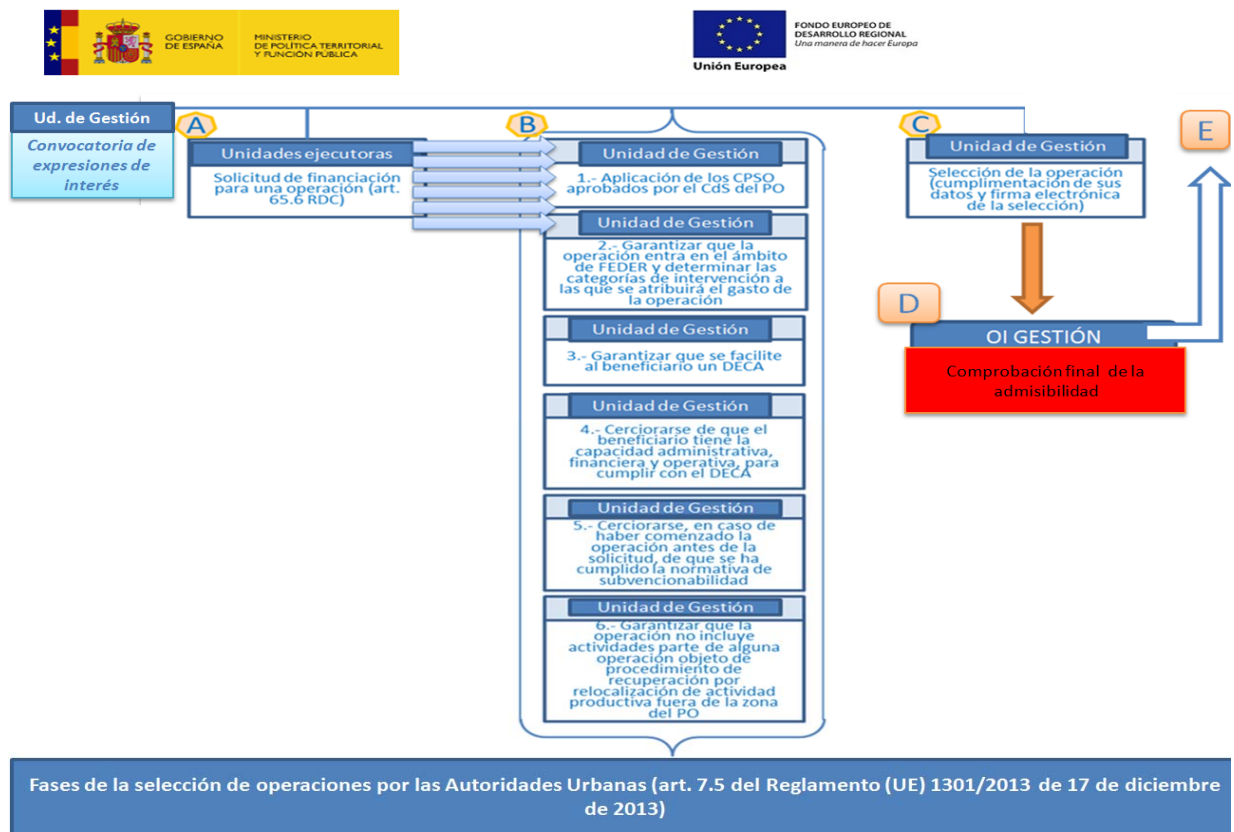 GOBIERNO
DE ESPAÑA
MINISTERIO
DE POLÍTICA TERRITORIAL
Y FUNCIÓN PÚBLICA
Unión Europea
FONDO EUROPEO DE
DESARROLLO REGIONAL
Una manera de hacer Europa
Ud. de Gestión
Convocatoria de
expresiones de
interés
A
Unidades ejecutoras
Solicitud de financiación
para una operación (art.
65.6 RDC)
B
Unidad de Gestión
1.- Aplicación de los CPSO
aprobados por el CdS del PO
Unidad de Gestión
2.- Garantizar que la
operación entra en el ámbito
de FEDER y determinar las
categorías de intervención a
las que se atribuirá el gasto de
la operación
Unidad de Gestión
3.- Garantizar que se facilite
al beneficiario un DECA
Unidad de Gestión
4.- Cerciorarse de que el
beneficiario tiene la
capacidad administrativa,
financiera y operativa, para
cumplir con el DECA
Unidad de Gestión
5.- Cerciorarse, en caso de
haber comenzado la
operación antes de la
solicitud, de que se ha
cumplido la normativa de
subvencionabilidad
Unidad de Gestión
6.- Garantizar que la
operación no incluye
actividades parte de alguna
operación objeto de
procedimiento de
recuperación por
relocalización de actividad
productiva fuera de la zona
del PO
C
Unidad de Gestión
Selección de la operación
(cumplimentación de sus
datos y firma electrónica
de la selección)
D
OI GESTIÓN
Comprobación final de la
admisibilidad
E
Fases de la selección de operaciones por las Autoridades Urbanas (art. 7.5 del Reglamento (UE) 1301/2013 de 17 de diciembre
de 2013)